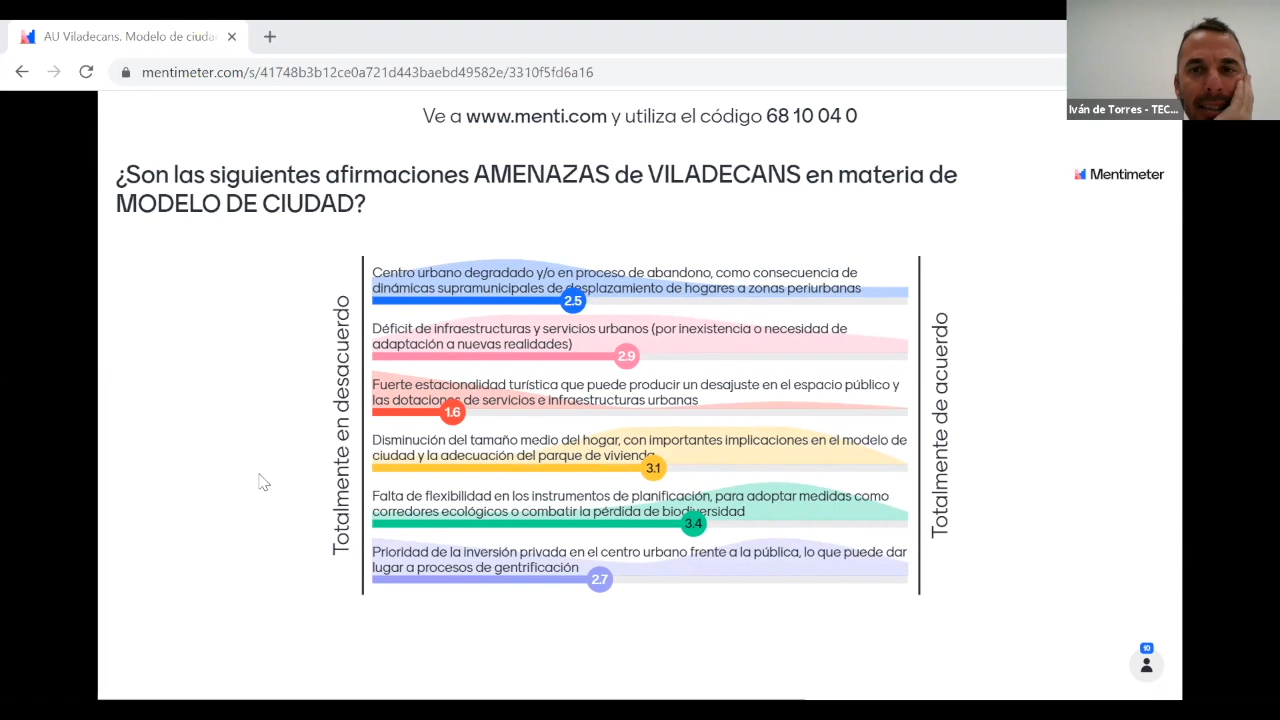 AU Viladecans. Modelo de ciuda
mentimeter.com/s/41748b3b12ce0a721d443baebd49582e/3310f5fd6a16
Iván de Torres - TEC...
Ve a www.menti.com y utiliza el código 68 10 04 0
¿Son las siguientes afirmaciones AMENAZAS de VILADECANS en materia de
MODELO DE CIUDAD?
Mentimeter
Totalmente en desacuerdo
Centro urbano degradado y/o en proceso de abandono, como consecuencia de
dinámicas supramunicipales de desplazamiento de hogares a zonas periurbanas
2.5
Déficit de infraestructuras y servicios urbanos (por inexistencia o necesidad de
adaptación a nuevas realidades)
2.9
Fuerte estacionalidad turística que puede producir un desajuste en el espacio público y
las dotaciones de servicios e infraestructuras urbanas
1.6
Disminución del tamaño medio del hogar, con importantes implicaciones en el modelo de
ciudad y la adecuación del parque de vivienda
3.1
Falta de flexibilidad en los instrumentos de planificación, para adoptar medidas como
corredores ecológicos o combatir la pérdida de biodiversidad
3.4
Prioridad de la inversión privada en el centro urbano frente a la pública, lo que puede dar
lugar a procesos de gentrificación
2.7
Totalmente de acuerdo
10